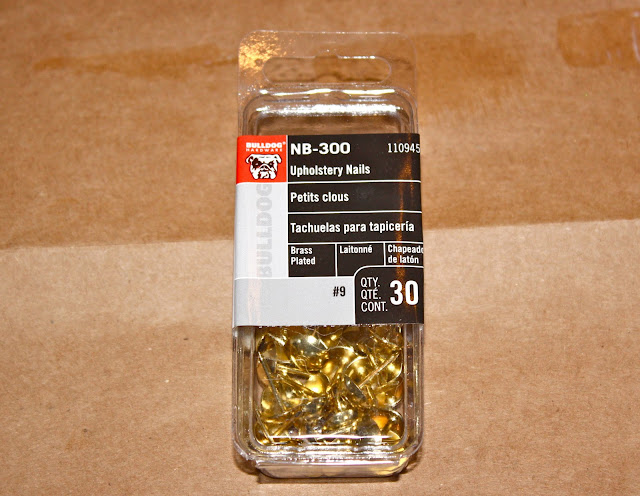 BULLDOG®
HARDWARE
BULLDOG
NB-300 110945
Upholstery Nails
Petits clous
Tachuelas para tapicería
Brass Plated
Laitonné
Chapeado de latón
#9
QTY.
QTÉ.
CONT.
30